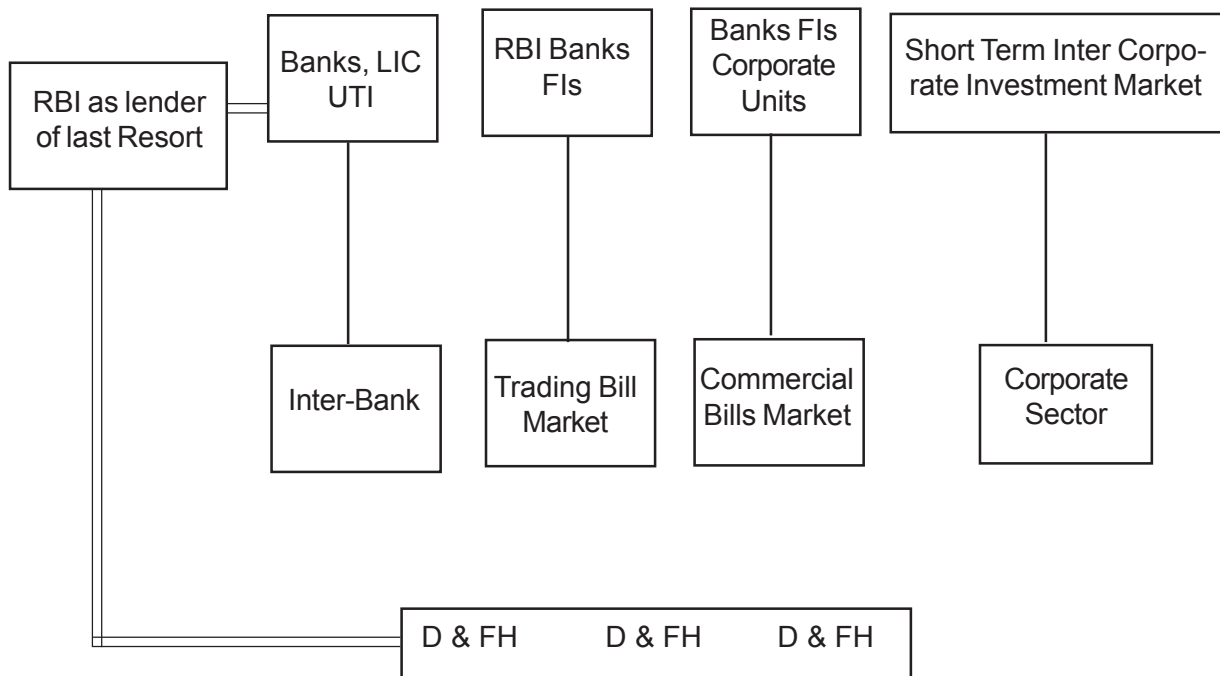 RBI as lender
of last Resort
Banks, LIC
UTI
RBI Banks
FIs
Banks FIs
Corporate
Units
Short Term Inter Corpo-
rate Investment Market
Inter-Bank
Trading Bill
Market
Commercial
Bills Market
Corporate
Sector
D & FH D & FH D & FH